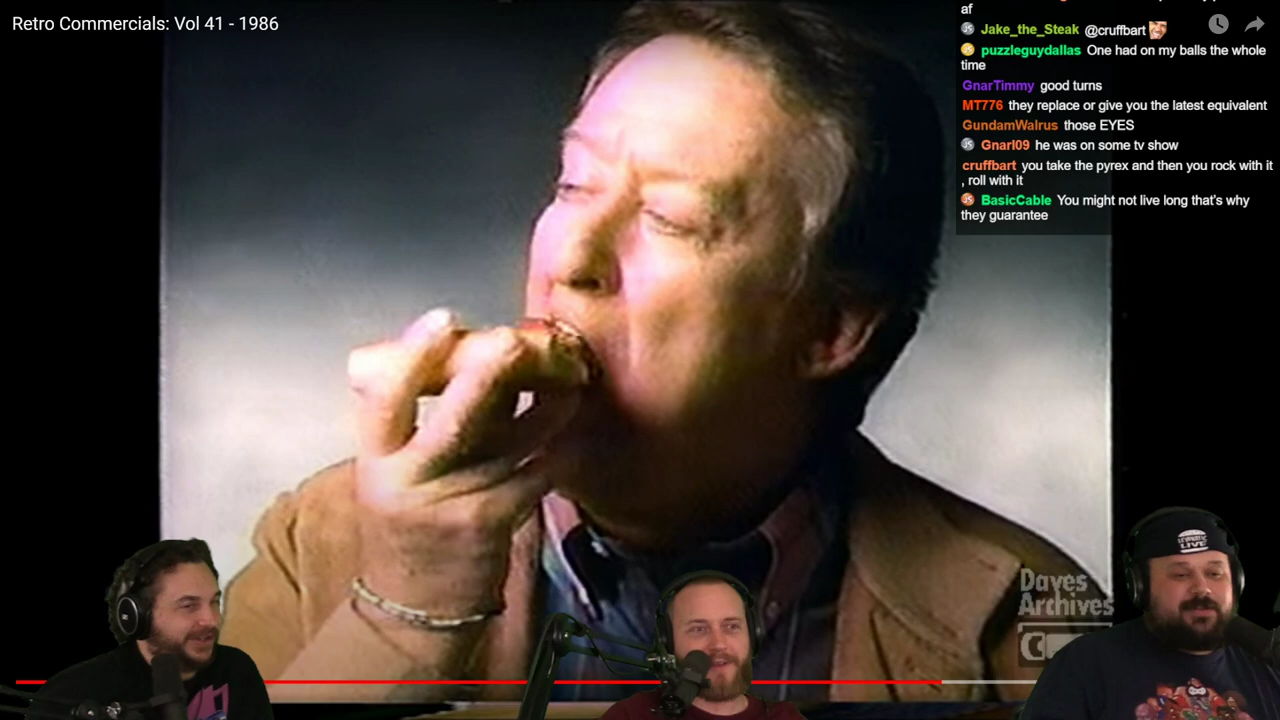 Retro Commercials: Vol 41 - 1986
af
Jake_the_Steak @cruffbart
puzzleguydallas One had on my balls the whole
time
GnarTimmy good turns
MT776 they replace or give you the latest equivalent
GundamWalrus those EYES
Gnarl09 he was on some tv show
cruffbart you take the pyrex and then you rock with it
, roll with it
BasicCable You might not live long that's why
they guarantee
Daves
Archives
LIVE